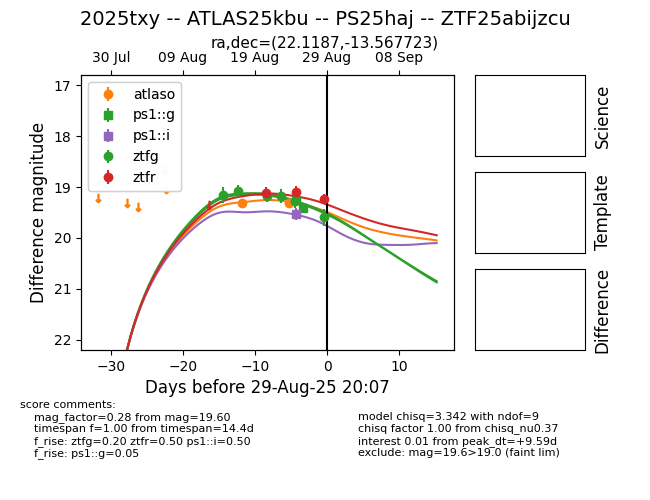 2025txy -- ATLAS25kbu -- PS25haj -- ZTF25abijzcu
ra,dec=(22.1187,-13.567723)
30 Jul 09 Aug 19 Aug 29 Aug 08 Sep
17
18
19
20
21
22
Difference magnitude
atlaso
ps1::g
ps1::i
ztfg
ztfr
−30 −20 −10 0 10
Days before 29-Aug-25 20:07
Science
Template
Difference
score comments:
mag_factor=0.28 from mag=19.60
timespan f=1.00 from timespan=14.4d
f_rise: ztfg=0.20 ztfr=0.50 ps1::i=0.50
f_rise: ps1::g=0.05
model chisq=3.342 with ndof=9
chisq factor 1.00 from chisq_nu0.37
interest 0.01 from peak_dt=+9.59d
exclude: mag=19.6>19.0 (faint lim)